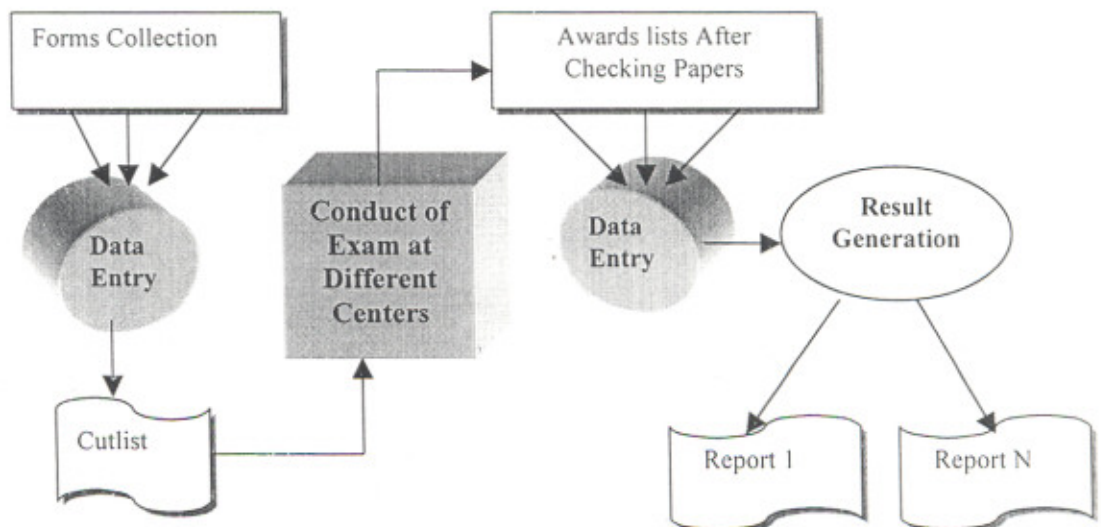 Forms Collection
Data
Entry
Cutlist
Conduct of
Exam at
Different
Centers
Awards lists After
Checking Papers
Data
Entry
Result
Generation
Report 1
Report N